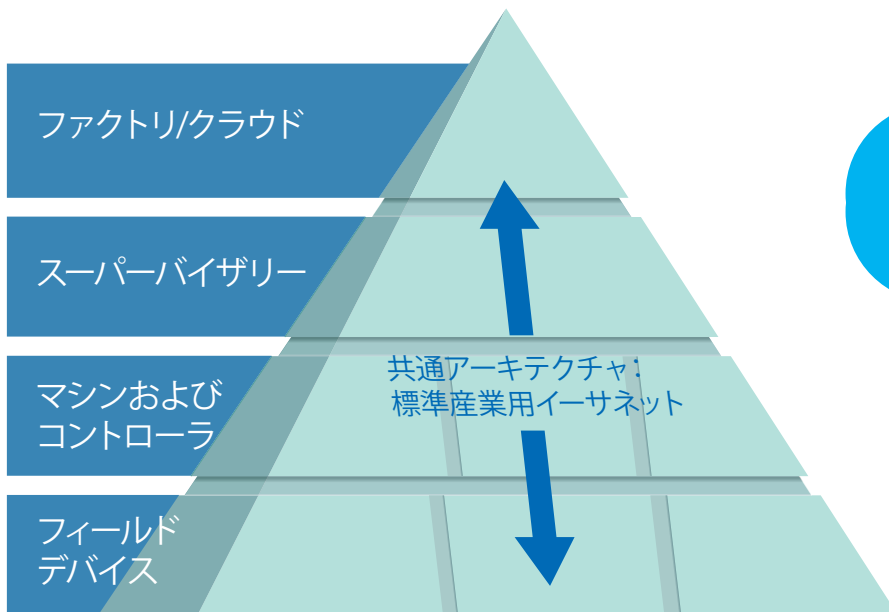 ファクトリ/クラウド
スーパーバイザリー
共通アーキテクチャ：
標準産業用イーサネット
マシンおよび
コントローラ
フィールド
デバイス